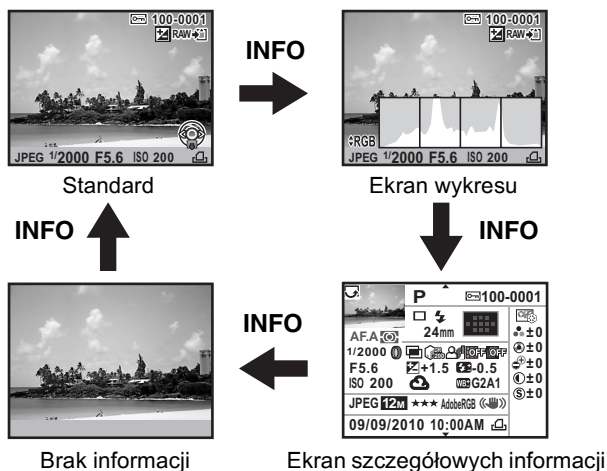 100-0001
RAW
JPEG 1/2000 F5.6 ISO 200
Standard
INFO
100-0001
RAW
RGB
JPEG 1/2000 F5.6 ISO 200
Ekran wykresu
INFO
INFO
P 100-0001
24mm
AF.A
1/2000 OFF OFF
F5.6 +1.5 -0.5
ISO 200 WB G2A1
±0
±0
±0
±0
S ±0
JPEG 12M ★★★ AdobeRGB
09/09/2010 10:00AM
Ekran szczegółowych informacji
INFO
Brak informacji